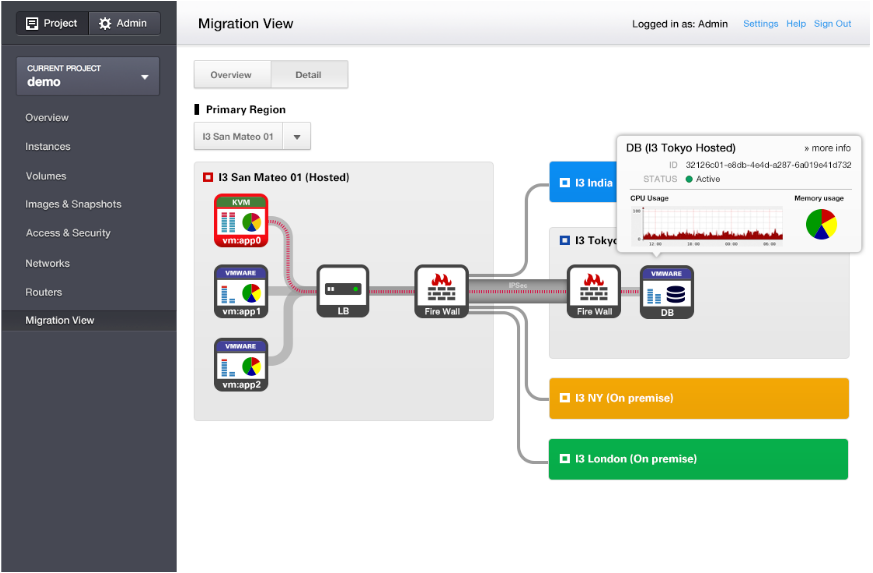 Project
Admin
Migration View
Logged in as: Admin
Settings
Help
Sign Out
CURRENT PROJECT
demo
Overview
Instances
Volumes
Images & Snapshots
Access & Security
Networks
Routers
Migration View
Overview
Detail
Primary Region
I3 San Mateo 01
I3 San Mateo 01 (Hosted)
KVM
vm:app0
VMWARE
vm:app1
VMWARE
vm:app2
LB
Fire Wall
IPSec
I3 India
I3 Tokyo
Fire Wall
VMWARE
DB
DB (I3 Tokyo Hosted)
» more info
ID 32126c01-e8db-4e4d-a287-6a019e41d732
STATUS Active
CPU Usage
Memory usage
I3 NY (On premise)
I3 London (On premise)